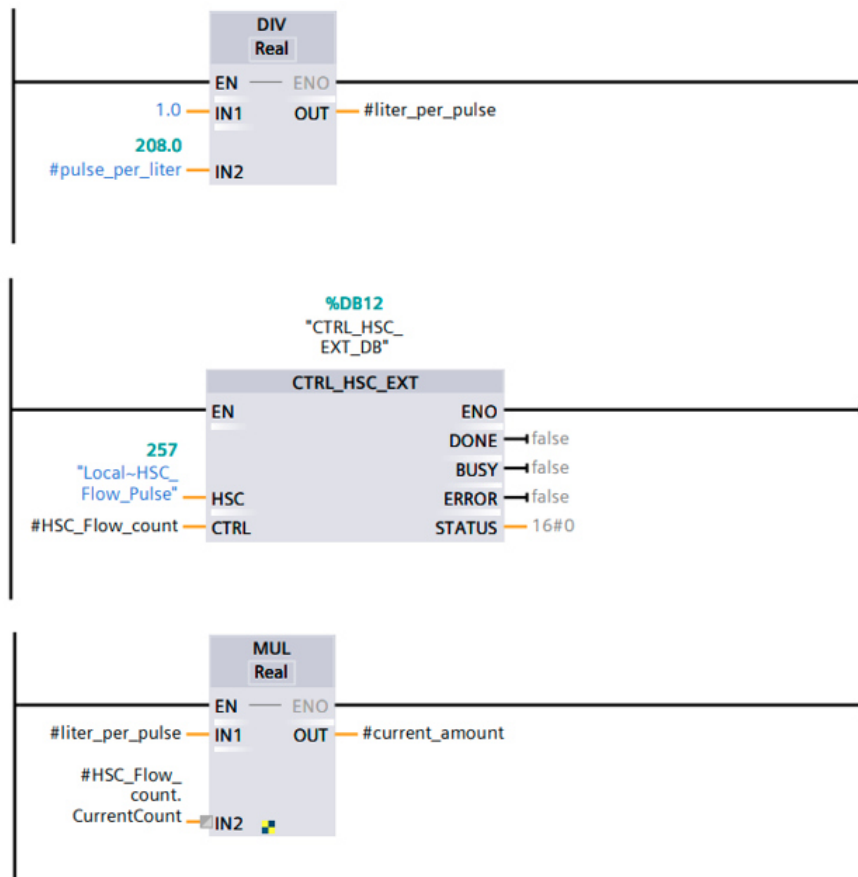 DIV
Real
EN ENO
1.0 IN1 OUT #liter_per_pulse
208.0
#pulse_per_liter IN2
%DB12
"CTRL_HSC_
EXT_DB"
CTRL_HSC_EXT
EN ENO
DONE false
257 BUSY false
"Local~HSC_
Flow_Pulse" HSC ERROR false
#HSC_Flow_count CTRL STATUS 16#0
MUL
Real
EN ENO
#liter_per_pulse IN1 OUT #current_amount
#HSC_Flow_
count.
CurrentCount IN2